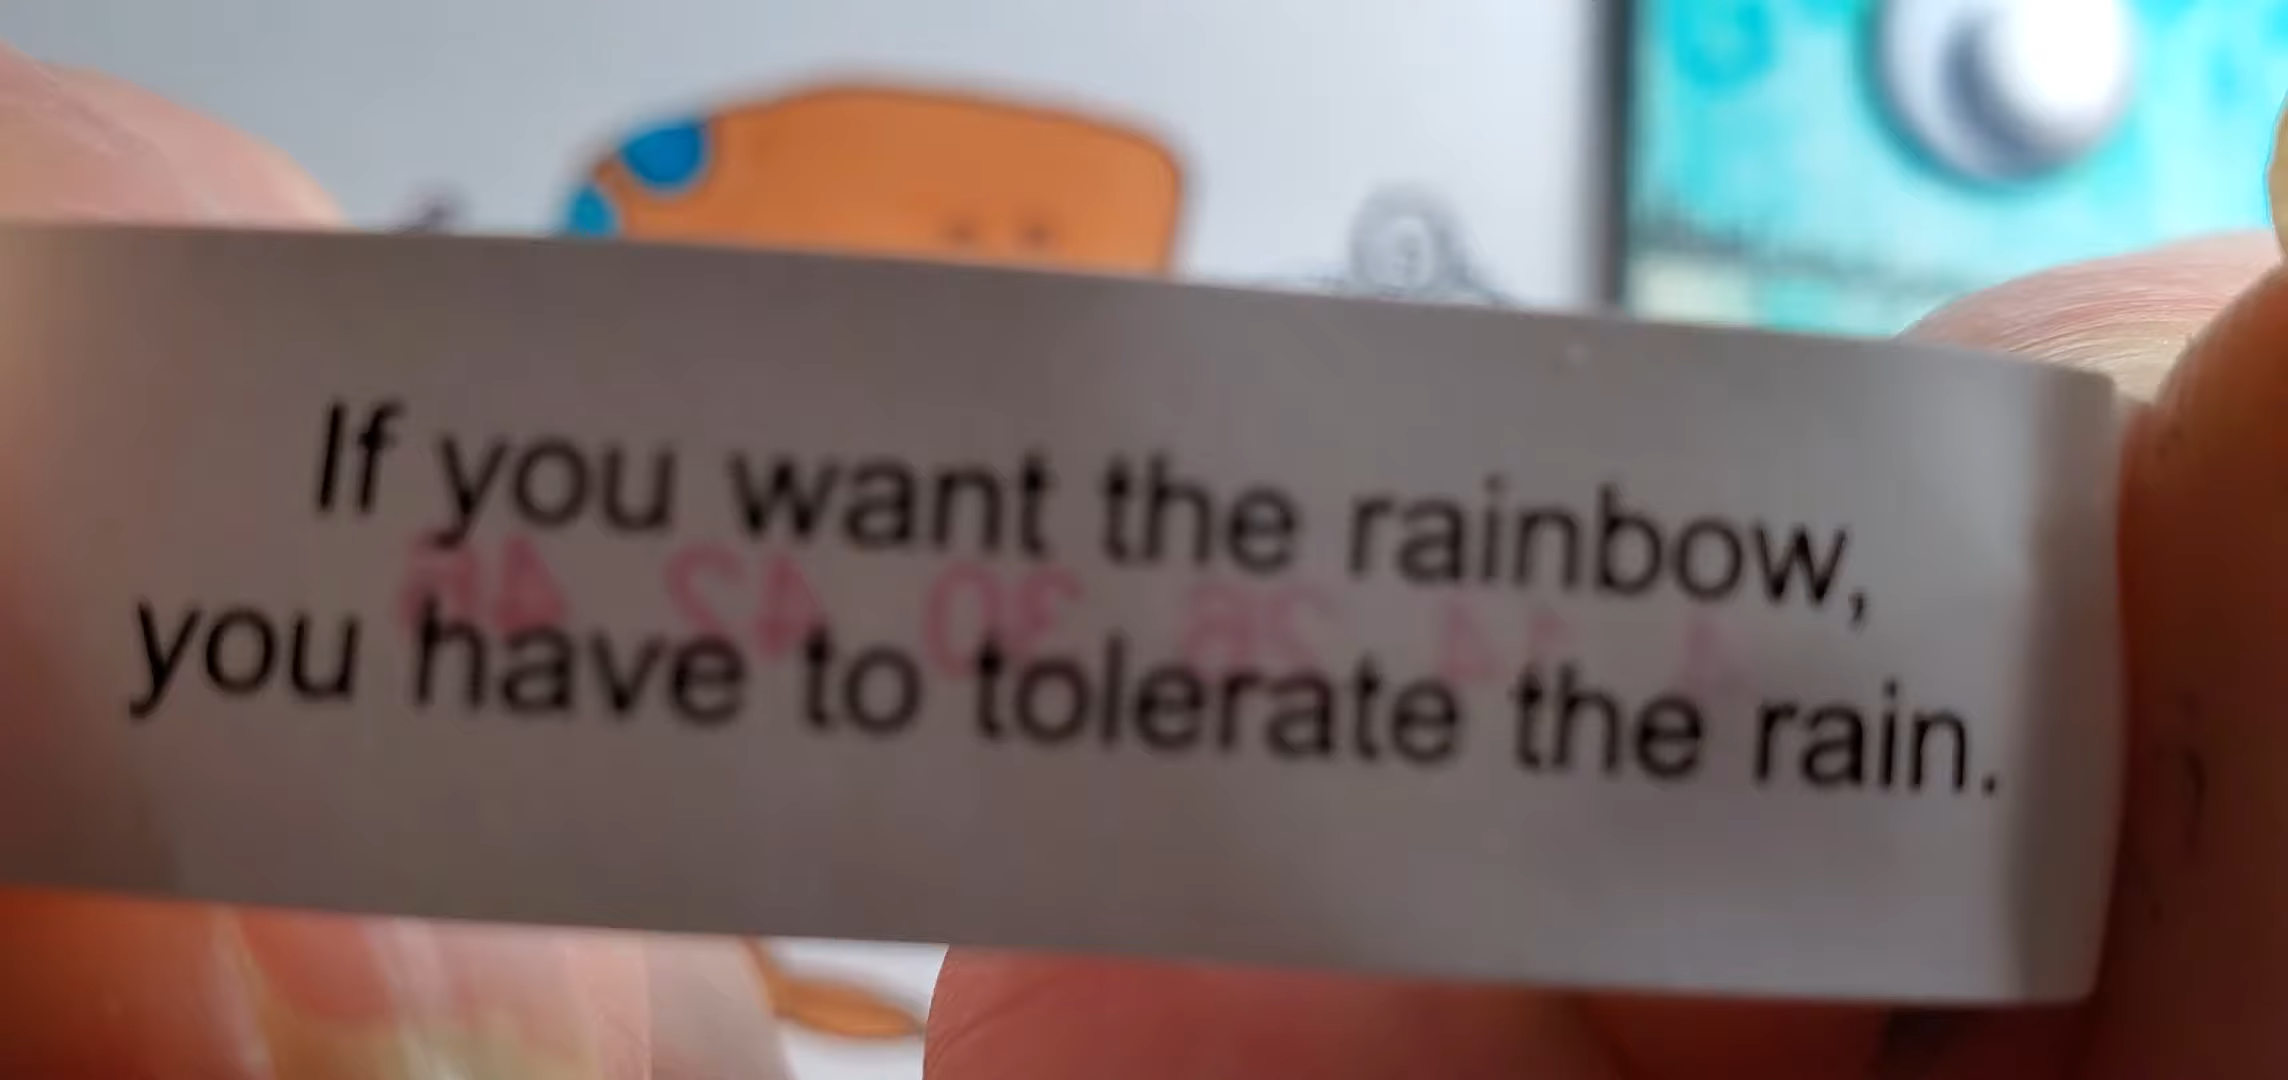 If you want the rainbow,
you have to tolerate the rain.